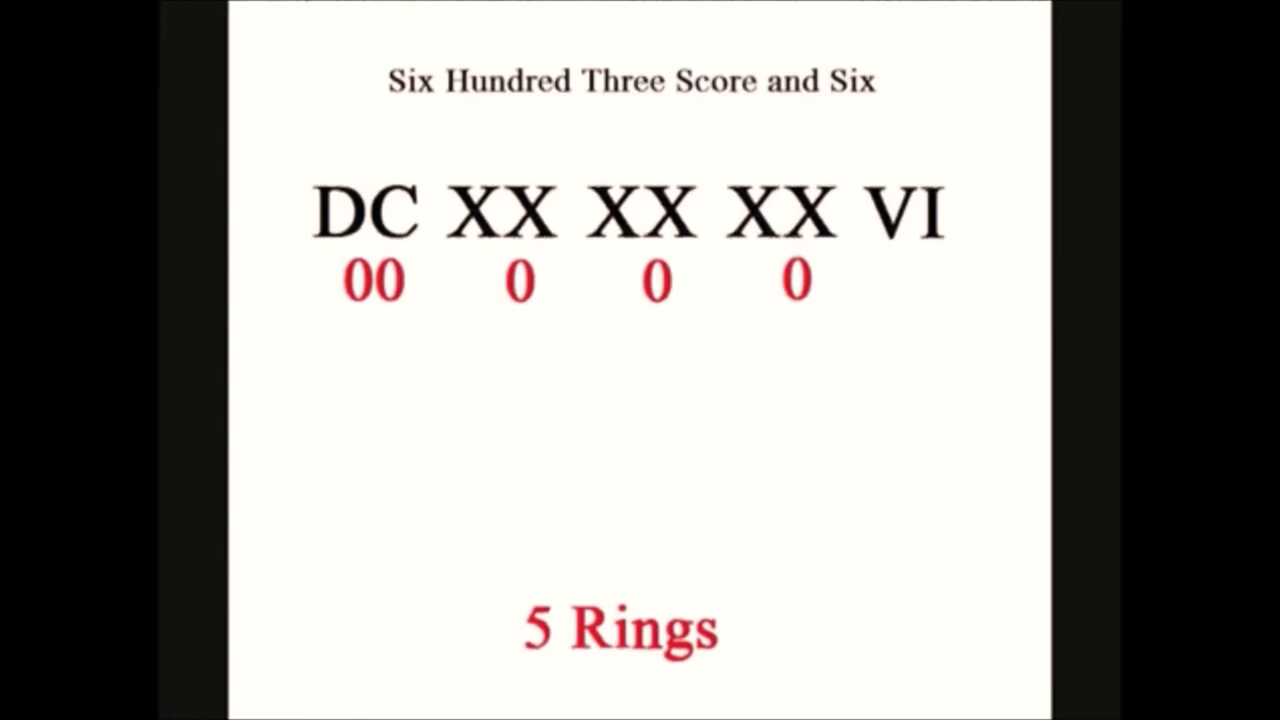 Six Hundred Three Score and Six
DC XX XX XX VI
00 0 0 0
5 Rings